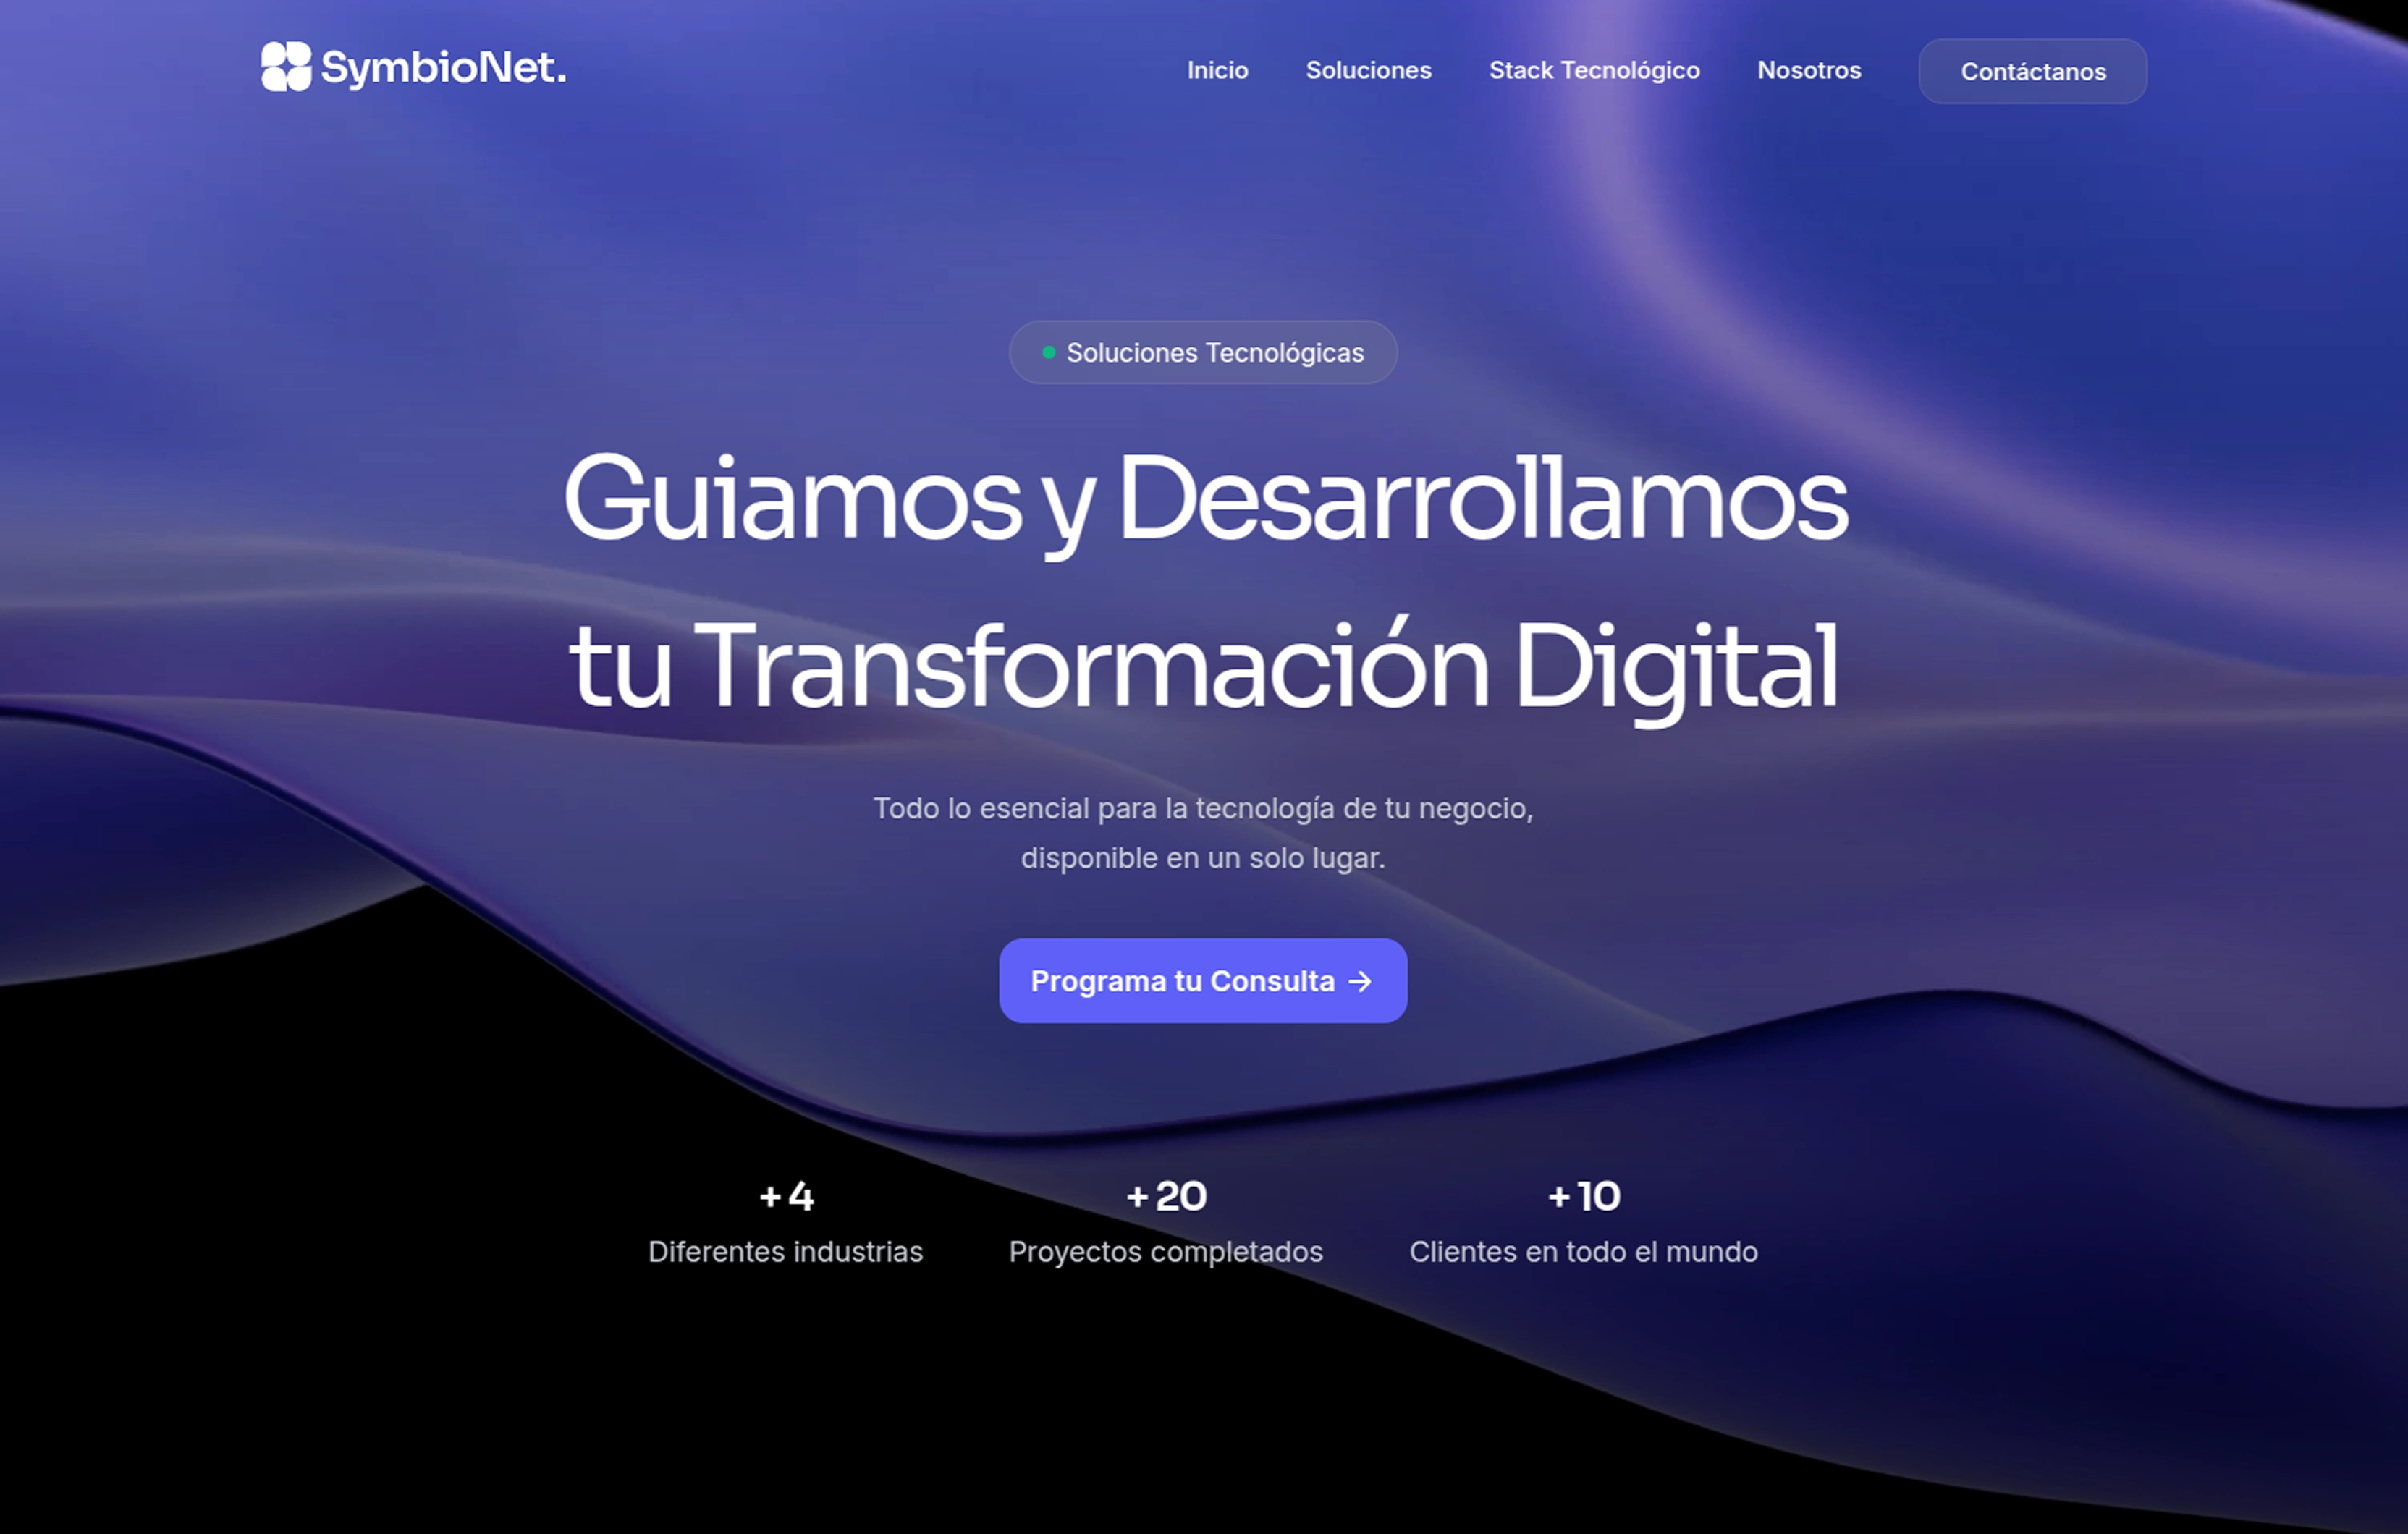 SymbioNet.
Inicio
Soluciones
Stack Tecnológico
Nosotros
Contáctanos
Soluciones Tecnológicas
Guiamos y Desarrollamos
tu Transformación Digital
Todo lo esencial para la tecnología de tu negocio,
disponible en un solo lugar.
Programa tu Consulta →
+4
Diferentes industrias
+20
Proyectos completados
+10
Clientes en todo el mundo